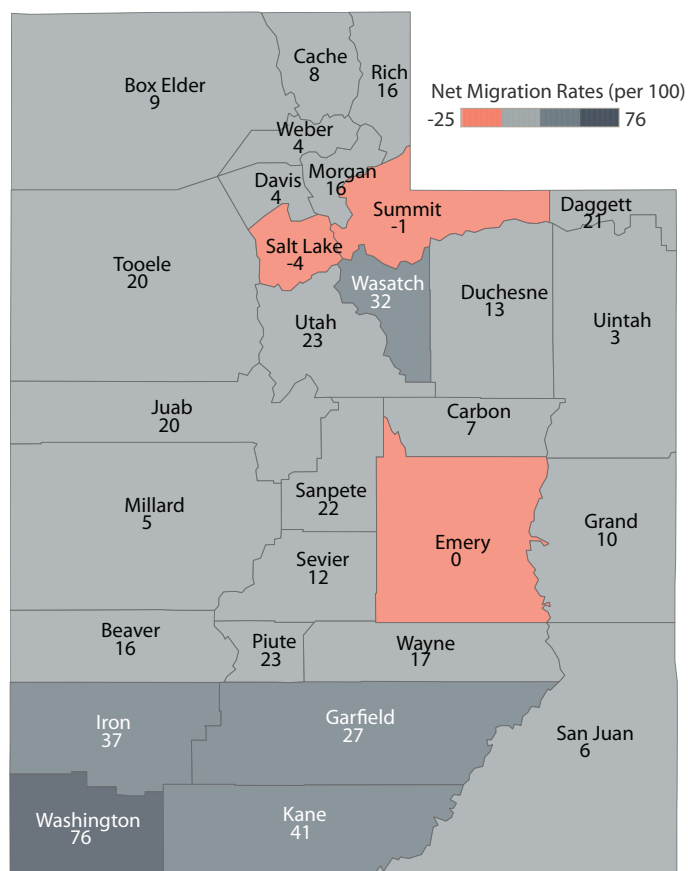 Cache
8
Rich
16
Box Elder
9
Net Migration Rates (per 100)
-25 76
Weber
4
Morgan
16
Davis
4
Summit
-1
Daggett
21
Salt Lake
-4
Tooele
20
Wasatch
32
Duchesne
13
Uintah
3
Utah
23
Juab
20
Carbon
7
Sanpete
22
Millard
5
Emery
0
Grand
10
Sevier
12
Beaver
16
Piute
23
Wayne
17
Iron
37
Garfield
27
San Juan
6
Washington
76
Kane
41